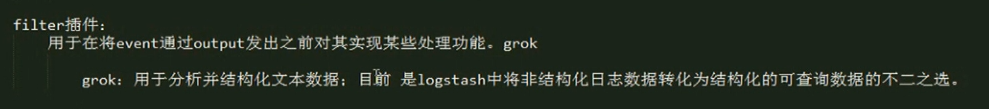 filter插件：
用于在将event通过output发出之前对其实现某些处理功能。grok
grok：用于分析并结构化文本数据；目前 是logstash中将非结构化日志数据转化为结构化的可查询数据的不二之选。